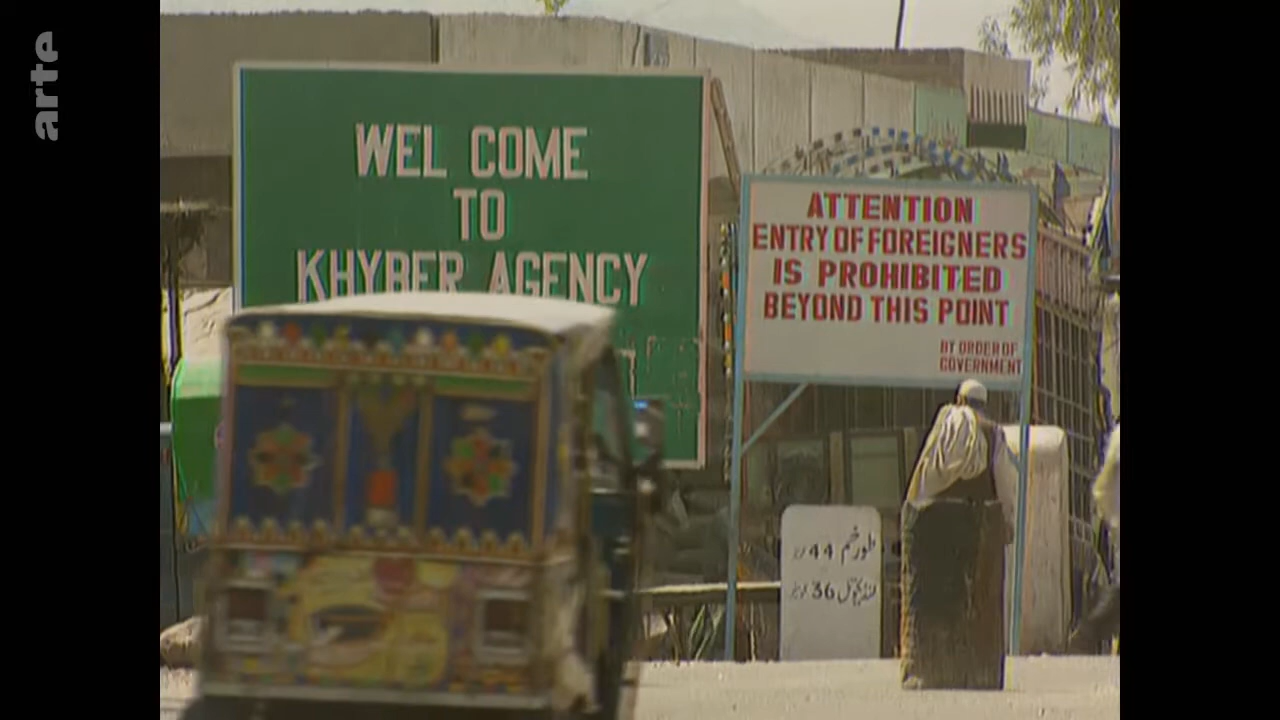 arte
WEL COME
TO
KHYBER AGENCY
ATTENTION
ENTRY OF FOREIGNERS
IS PROHIBITED
BEYOND THIS POINT
BY ORDER OF
GOVERNMENT
طورخم 44
36